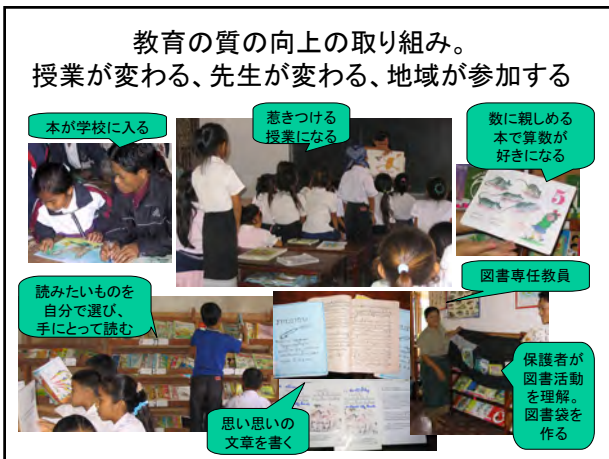 教育の質の向上の取り組み。
授業が変わる、先生が変わる、地域が参加する
本が学校に入る
惹きつける
授業になる
数に親しめる
本で算数が
好きになる
5
読みたいものを
自分で選び、
手にとって読む
図書専任教員
思い思いの
文章を書く
保護者が
図書活動
を理解。
図書袋を
作る